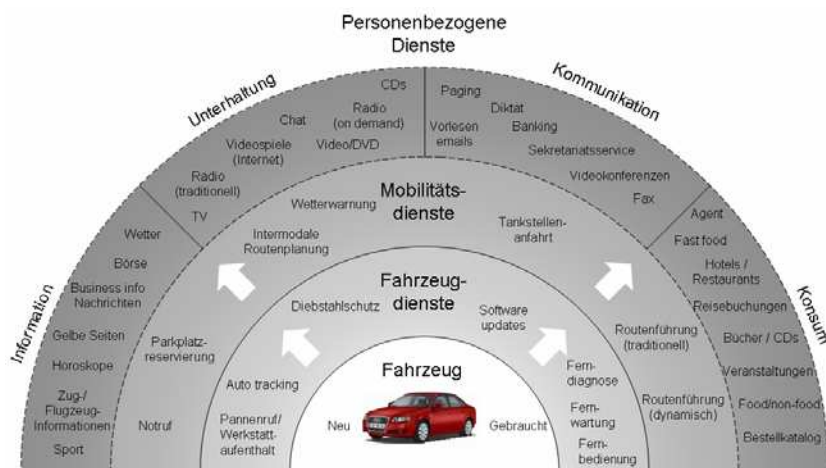 Personenbezogene
Dienste
Unterhaltung
Kommunikation
Information
Konsum
CDs
Radio
(on demand)
Chat
Video/DVD
Videospiele
(Internet)
Radio
(traditionell)
TV
Paging
Diktat
Vorlesen
emails
Banking
Sekretariatsservice
Videokonferenzen
Fax
Wetter
Börse
Business info
Nachrichten
Gelbe Seiten
Horoskope
Zug-/
Flugzeug-
Informationen
Sport
Agent
Fast food
Hotels /
Restaurants
Reisebuchungen
Bücher / CDs
Veranstaltungen
Food/non-food
Bestellkatalog
Mobilitäts-
dienste
Wetterwarnung
Intermodale
Routenplanung
Tankstellen-
anfahrt
Parkplatz-
reservierung
Notruf
Routenführung
(traditionell)
Routenführung
(dynamisch)
Fahrzeug-
dienste
Diebstahlschutz
Software
updates
Auto tracking
Pannenruf/
Werkstatt-
aufenthalt
Fern-
diagnose
Fern-
wartung
Fern-
bedienung
Fahrzeug
Neu
Gebraucht